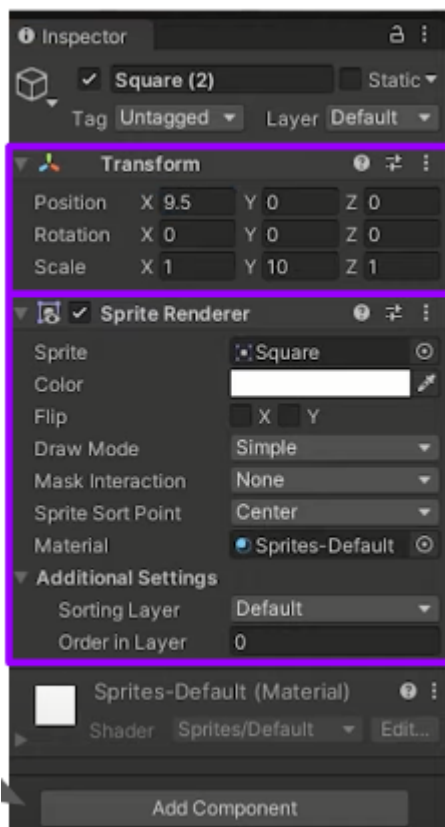 Inspector
Square (2) Static
Tag Untagged Layer Default
Transform
Position X 9.5 Y 0 Z 0
Rotation X 0 Y 0 Z 0
Scale X 1 Y 10 Z 1
Sprite Renderer
Sprite Square
Color
Flip X Y
Draw Mode Simple
Mask Interaction None
Sprite Sort Point Center
Material Sprites-Default
Additional Settings
Sorting Layer Default
Order in Layer 0
Sprites-Default (Material)
Shader Sprites/Default Edit...
Add Component